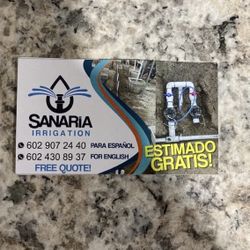 SANARIA
IRRIGATION
602 907 24 40 PARA ESPAÑOL
602 430 89 37 FOR ENGLISH
FREE QUOTE!
ESTIMADO
GRATIS!